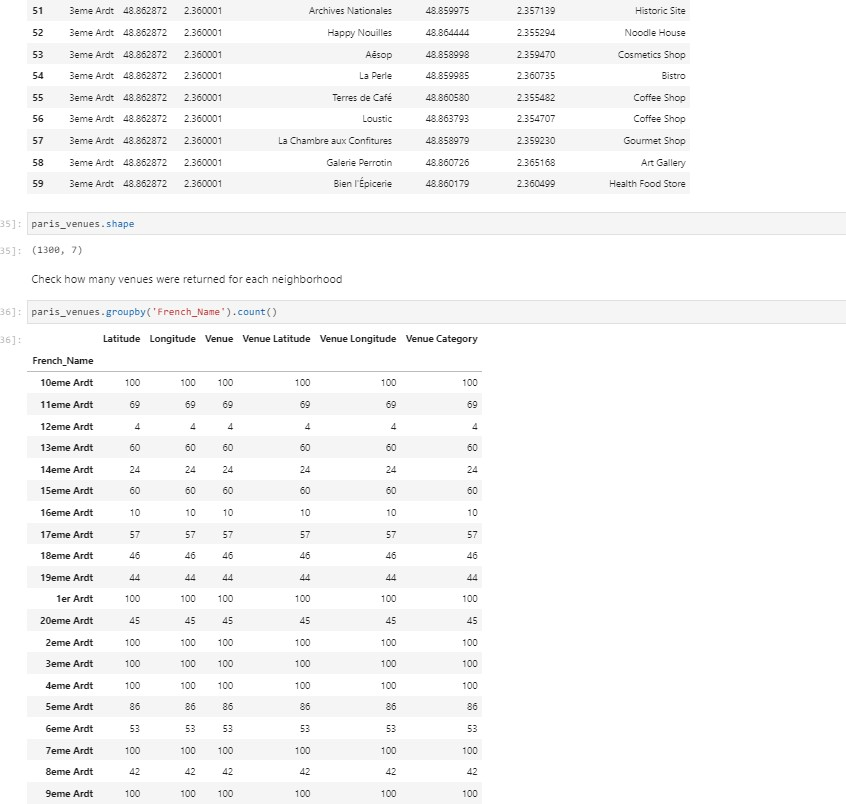 51 3eme Ardt 48.862872 2.360001 Archives Nationales 48.859975 2.357139 Historic Site
52 3eme Ardt 48.862872 2.360001 Happy Nouilles 48.864444 2.355294 Noodle House
53 3eme Ardt 48.862872 2.360001 Aēsop 48.858998 2.359470 Cosmetics Shop
54 3eme Ardt 48.862872 2.360001 La Perle 48.859985 2.360735 Bistro
55 3eme Ardt 48.862872 2.360001 Terres de Café 48.860580 2.355482 Coffee Shop
56 3eme Ardt 48.862872 2.360001 Loustic 48.863793 2.354707 Coffee Shop
57 3eme Ardt 48.862872 2.360001 La Chambre aux Confitures 48.858979 2.359230 Gourmet Shop
58 3eme Ardt 48.862872 2.360001 Galerie Perrotin 48.860726 2.365168 Art Gallery
59 3eme Ardt 48.862872 2.360001 Bien l'Épicerie 48.860179 2.360499 Health Food Store
35]: paris_venues.shape
35]: (1300, 7)
Check how many venues were returned for each neighborhood
36]: paris_venues.groupby('French_Name').count()
36]:
Latitude Longitude Venue Venue Latitude Venue Longitude Venue Category
French_Name
10eme Ardt 100 100 100 100 100 100
11eme Ardt 69 69 69 69 69 69
12eme Ardt 4 4 4 4 4 4
13eme Ardt 60 60 60 60 60 60
14eme Ardt 24 24 24 24 24 24
15eme Ardt 60 60 60 60 60 60
16eme Ardt 10 10 10 10 10 10
17eme Ardt 57 57 57 57 57 57
18eme Ardt 46 46 46 46 46 46
19eme Ardt 44 44 44 44 44 44
1er Ardt 100 100 100 100 100 100
20eme Ardt 45 45 45 45 45 45
2eme Ardt 100 100 100 100 100 100
3eme Ardt 100 100 100 100 100 100
4eme Ardt 100 100 100 100 100 100
5eme Ardt 86 86 86 86 86 86
6eme Ardt 53 53 53 53 53 53
7eme Ardt 100 100 100 100 100 100
8eme Ardt 42 42 42 42 42 42
9eme Ardt 100 100 100 100 100 100